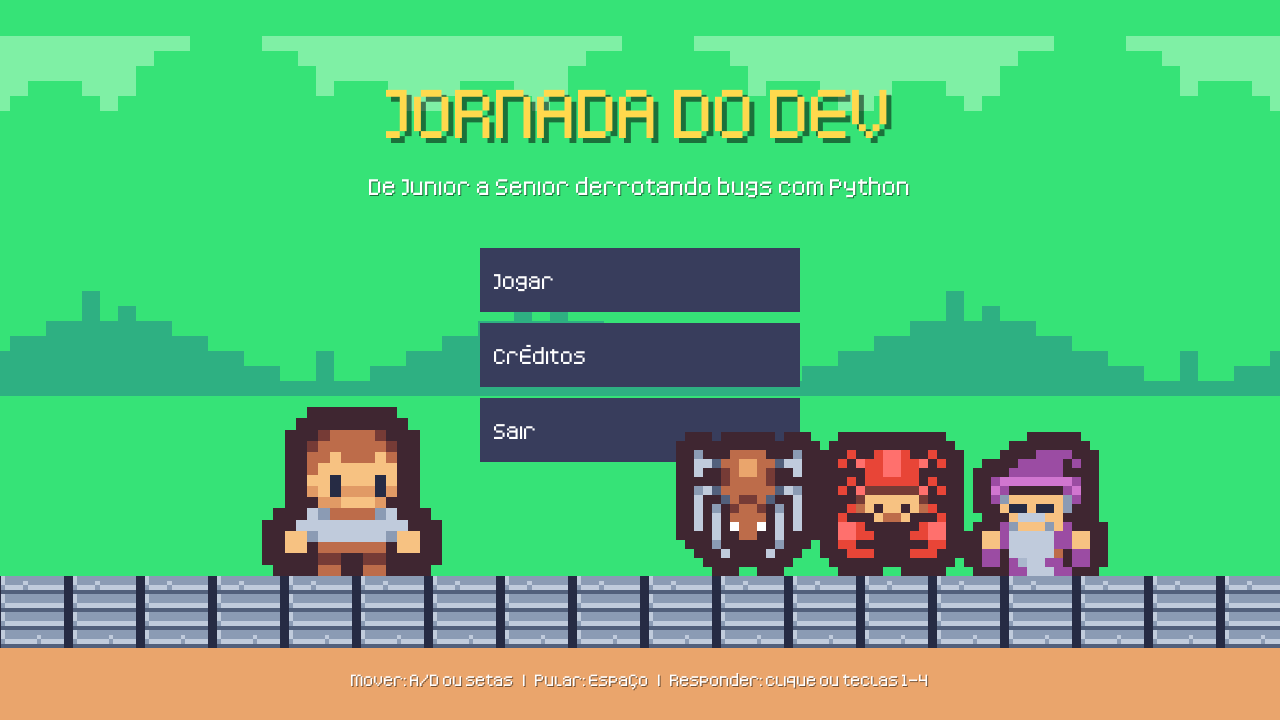 JORNADA DO DEV
De Junior a Senior derrotando bugs com Python
Jogar
CrÉditos
Sair
Mover: A/D ou setas | Pular: EspaÇo | Responder: clique ou teclas 1-4